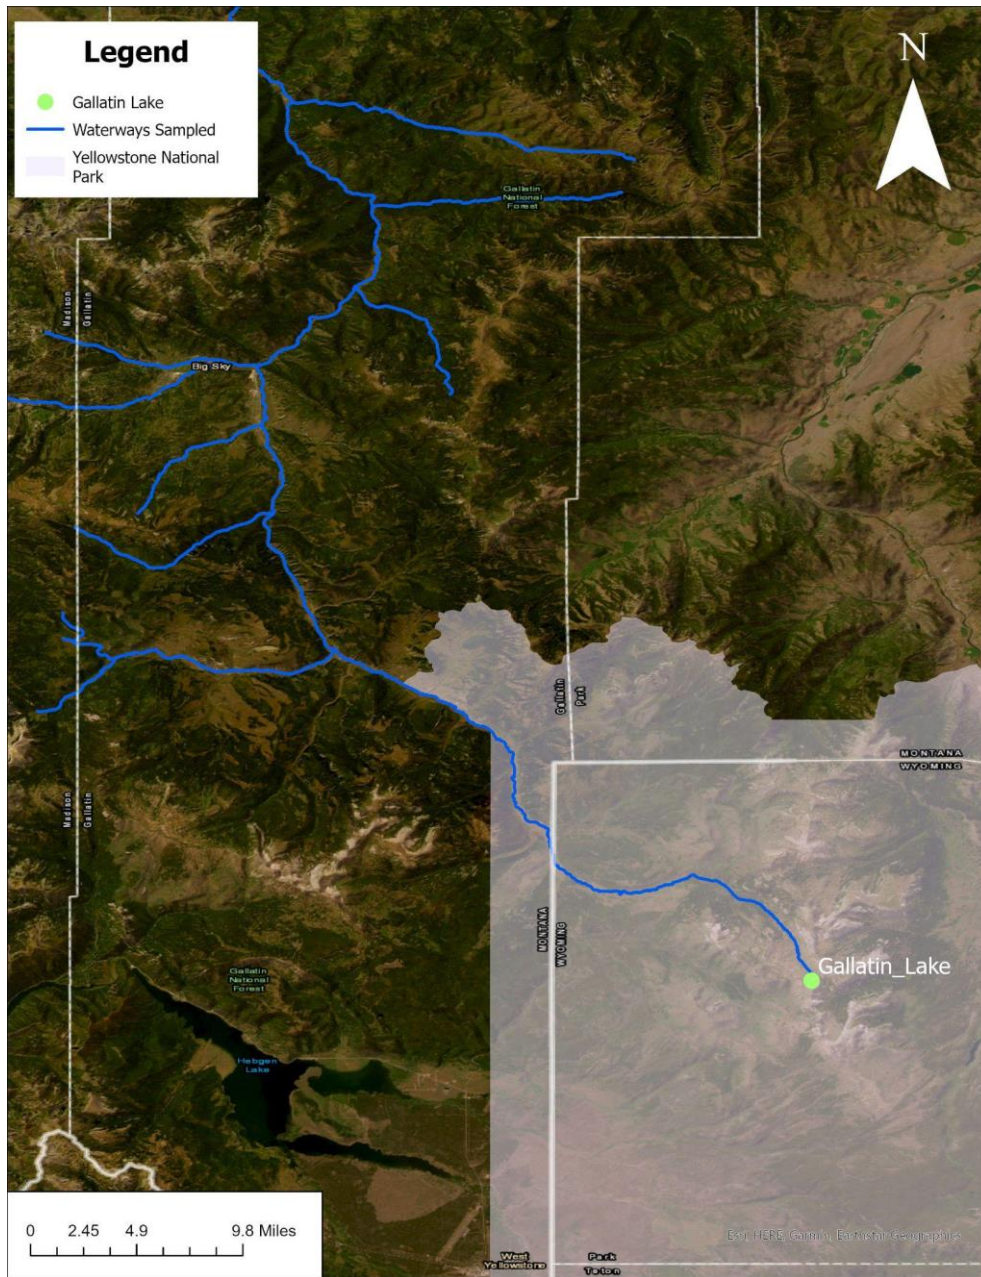 Legend
Gallatin Lake
Waterways Sampled
Yellowstone National
Park
N
Gallatin
National
Forest
Madison
Gallatin
Big Sky
Gallatin
Park
MONTANA
WYOMING
Madison
Gallatin
MONTANA
WYOMING
Gallatin_Lake
Gallatin
National
Forest
Hebgen
Lake
0 2.45 4.9 9.8 Miles
Esri, HERE, Garmin, Earthstar Geographics
West
Yellowstone
Park
Teton